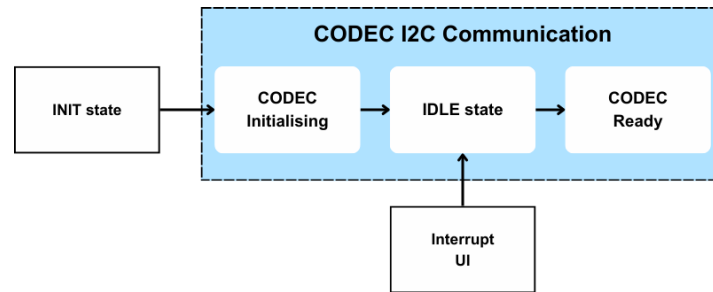 CODEC I2C Communication
INIT state
CODEC
Initialising
IDLE state
CODEC
Ready
Interrupt
UI